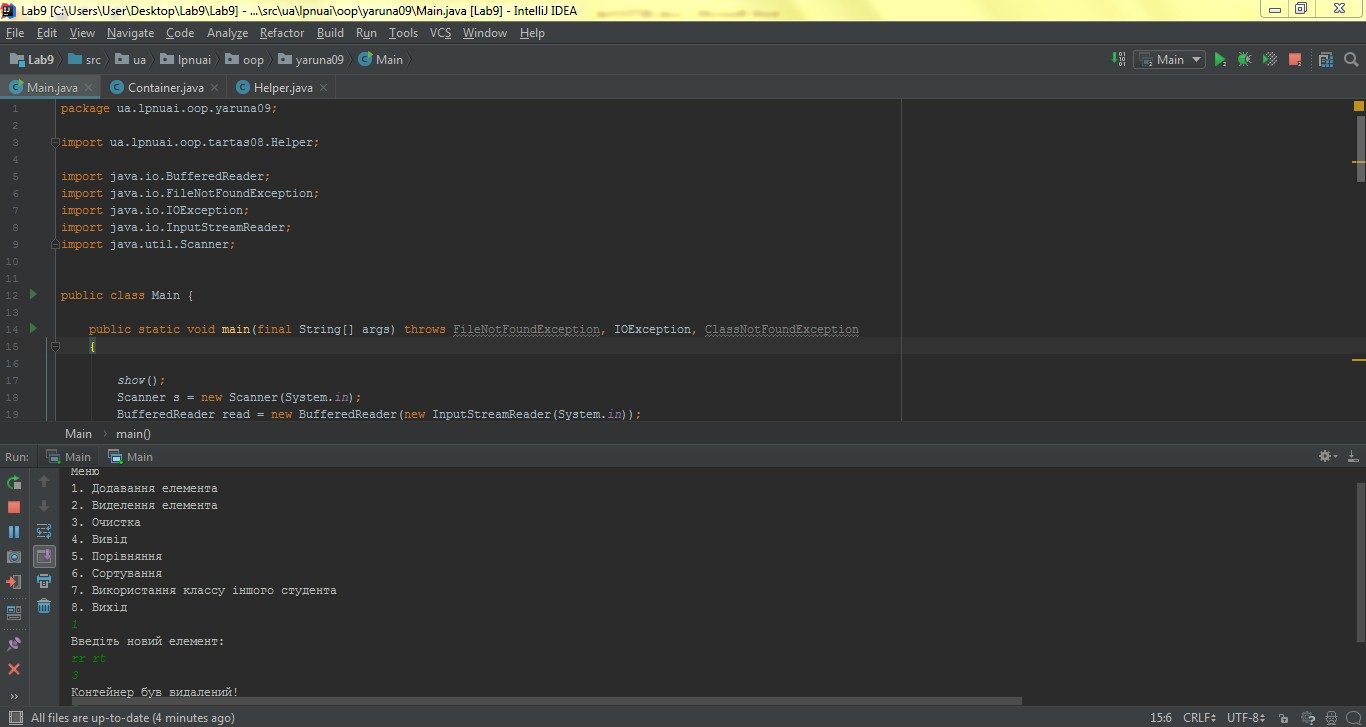 Lab9 [C:\Users\User\Desktop\Lab9\Lab9] - ...\src\ua\lpnuai\oop\yaruna09\Main.java [Lab9] - IntelliJ IDEA
File Edit View Navigate Code Analyze Refactor Build Run Tools VCS Window Help
Lab9 src ua lpnuai oop yaruna09 Main Main
Main.java Container.java Helper.java
1 package ua.lpnuai.oop.yaruna09;
2
3 import ua.lpnuai.oop.tartas08.Helper;
4
5 import java.io.BufferedReader;
6 import java.io.FileNotFoundException;
7 import java.io.IOException;
8 import java.io.InputStreamReader;
9 import java.util.Scanner;
10
11
12 public class Main {
13
14 public static void main(final String[] args) throws FileNotFoundException, IOException, ClassNotFoundException
15 {
16
17 show();
18 Scanner s = new Scanner(System.in);
19 BufferedReader read = new BufferedReader(new InputStreamReader(System.in));
Main main()
Run: Main Main
Меню
1. Додавання елемента
2. Виделення елемента
3. Очистка
4. Вивід
5. Порівняння
6. Сортування
7. Використання классу іншого студента
8. Вихід
1
Введіть новий елемент:
rr rt
3
Контейнер був видалений!
All files are up-to-date (4 minutes ago) 15:6 CRLF UTF-8